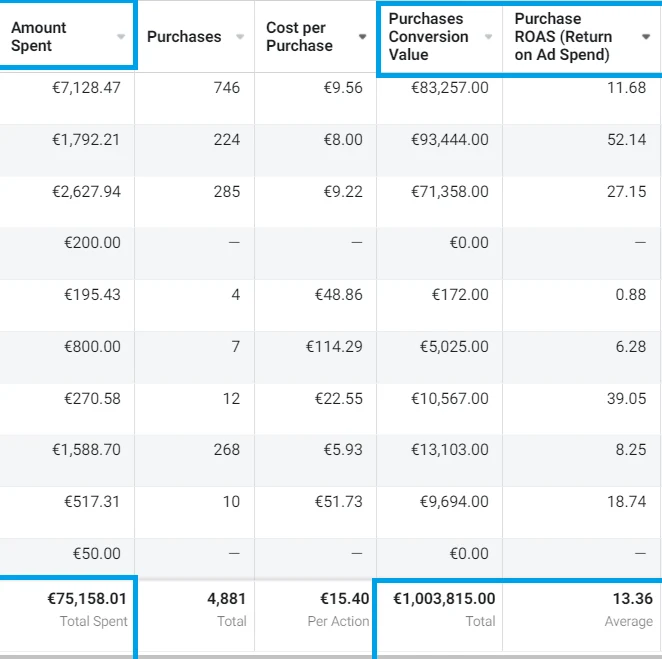 Amount Spent Purchases Cost per Purchase Purchases Conversion Value Purchase ROAS (Return on Ad Spend)
€7,128.47 746 €9.56 €83,257.00 11.68
€1,792.21 224 €8.00 €93,444.00 52.14
€2,627.94 285 €9.22 €71,358.00 27.15
€200.00 — — €0.00 —
€195.43 4 €48.86 €172.00 0.88
€800.00 7 €114.29 €5,025.00 6.28
€270.58 12 €22.55 €10,567.00 39.05
€1,588.70 268 €5.93 €13,103.00 8.25
€517.31 10 €51.73 €9,694.00 18.74
€50.00 — — €0.00 —
€75,158.01 4,881 €15.40 €1,003,815.00 13.36
Total Spent Total Per Action Total Average